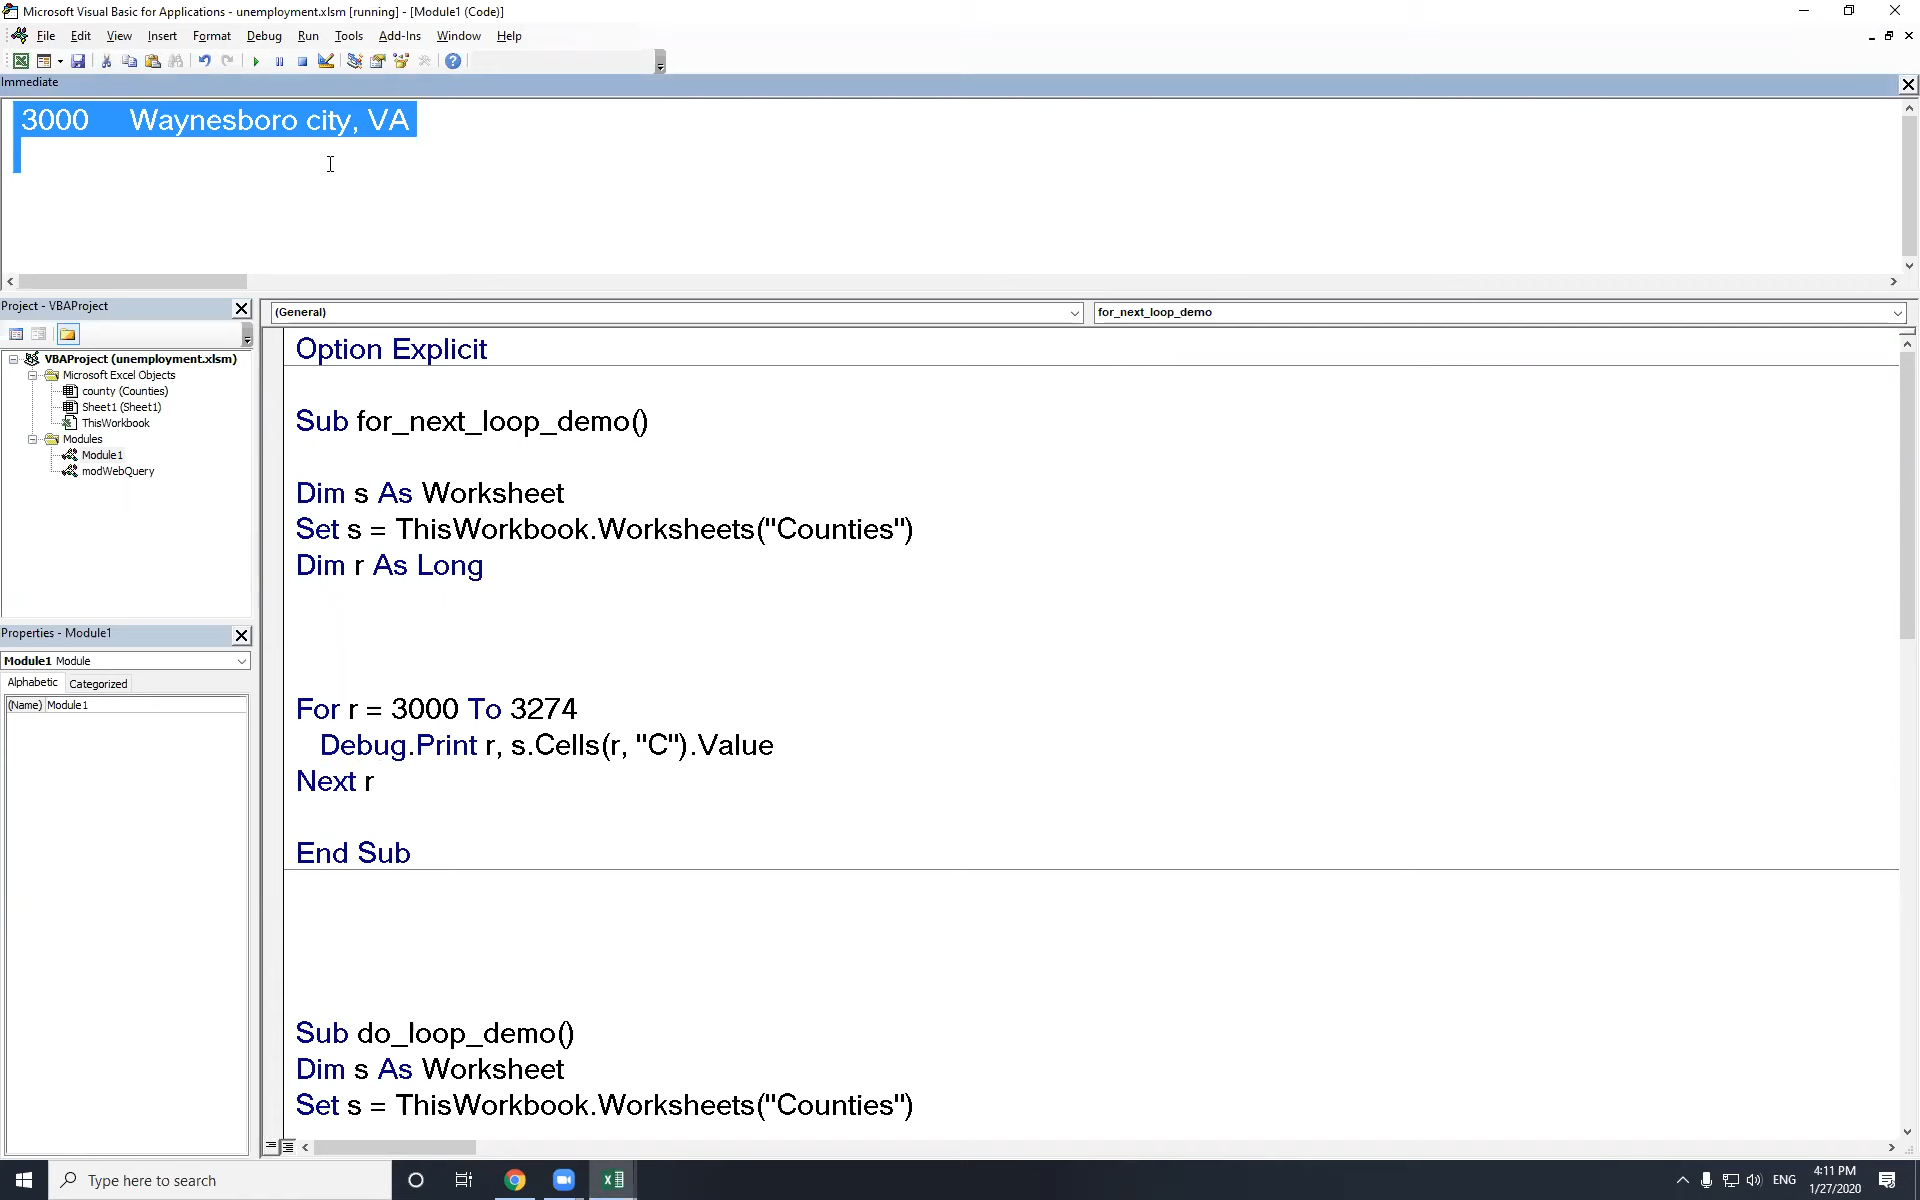 Microsoft Visual Basic for Applications - unemployment.xlsm [running] - [Module1 (Code)]
File Edit View Insert Format Debug Run Tools Add-Ins Window Help
Immediate
3000 Waynesboro city, VA
Project - VBAProject
VBAProject (unemployment.xlsm)
Microsoft Excel Objects
county (Counties)
Sheet1 (Sheet1)
ThisWorkbook
Modules
Module1
modWebQuery
Properties - Module1
Module1 Module
Alphabetic Categorized
(Name) Module1
(General) for_next_loop_demo
Option Explicit
Sub for_next_loop_demo()
Dim s As Worksheet
Set s = ThisWorkbook.Worksheets("Counties")
Dim r As Long
For r = 3000 To 3274
Debug.Print r, s.Cells(r, "C").Value
Next r
End Sub
Sub do_loop_demo()
Dim s As Worksheet
Set s = ThisWorkbook.Worksheets("Counties")
Type here to search
ENG
4:11 PM
1/27/2020